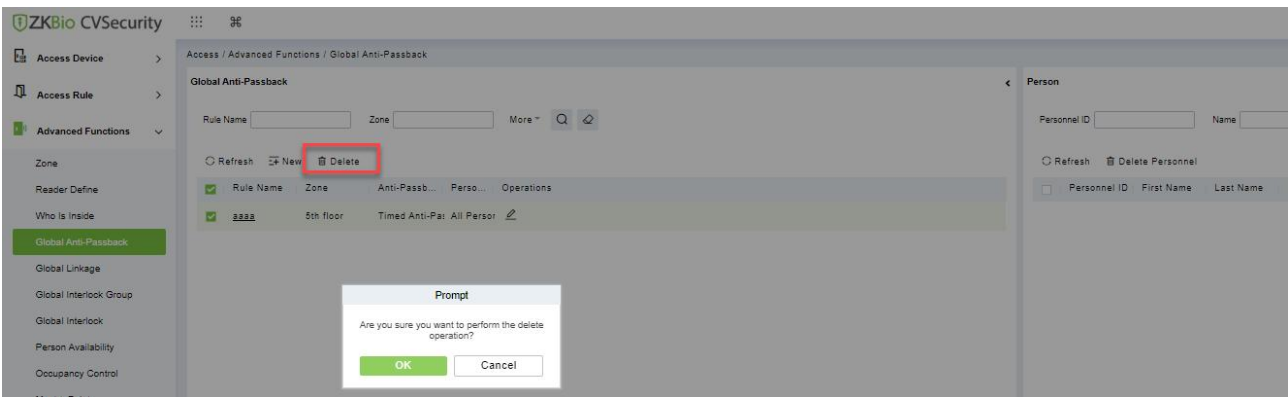 ZKBio CVSecurity
Access Device
Access Rule
Advanced Functions
Zone
Reader Define
Who Is Inside
Global Anti-Passback
Global Linkage
Global Interlock Group
Global Interlock
Person Availability
Occupancy Control
Access / Advanced Functions / Global Anti-Passback
Global Anti-Passback
Rule Name Zone More
Refresh New Delete
Rule Name Zone Anti-Passb... Perso... Operations
aaaa 5th floor Timed Anti-Pas All Person
Prompt
Are you sure you want to perform the delete
operation?
OK Cancel
Person
Personnel ID Name
Refresh Delete Personnel
Personnel ID First Name Last Name